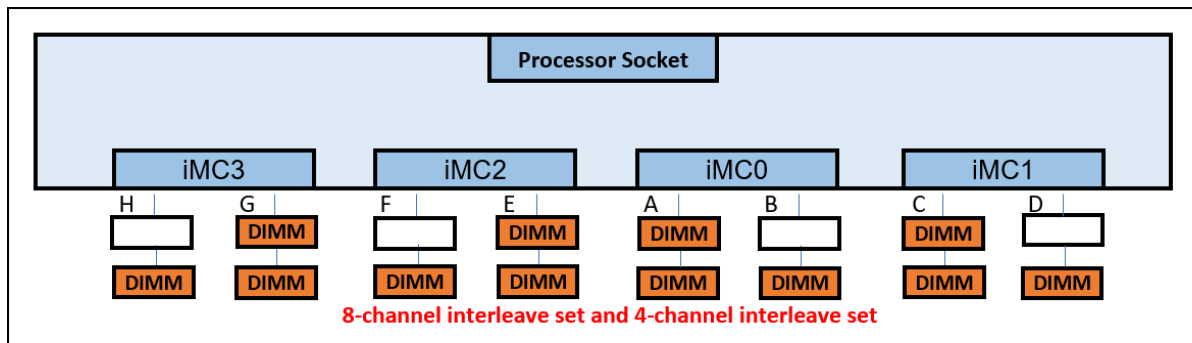 Processor Socket
iMC3 iMC2 iMC0 iMC1
H G F E A B C D
DIMM DIMM DIMM DIMM
DIMM DIMM DIMM DIMM DIMM DIMM DIMM DIMM
8-channel interleave set and 4-channel interleave set